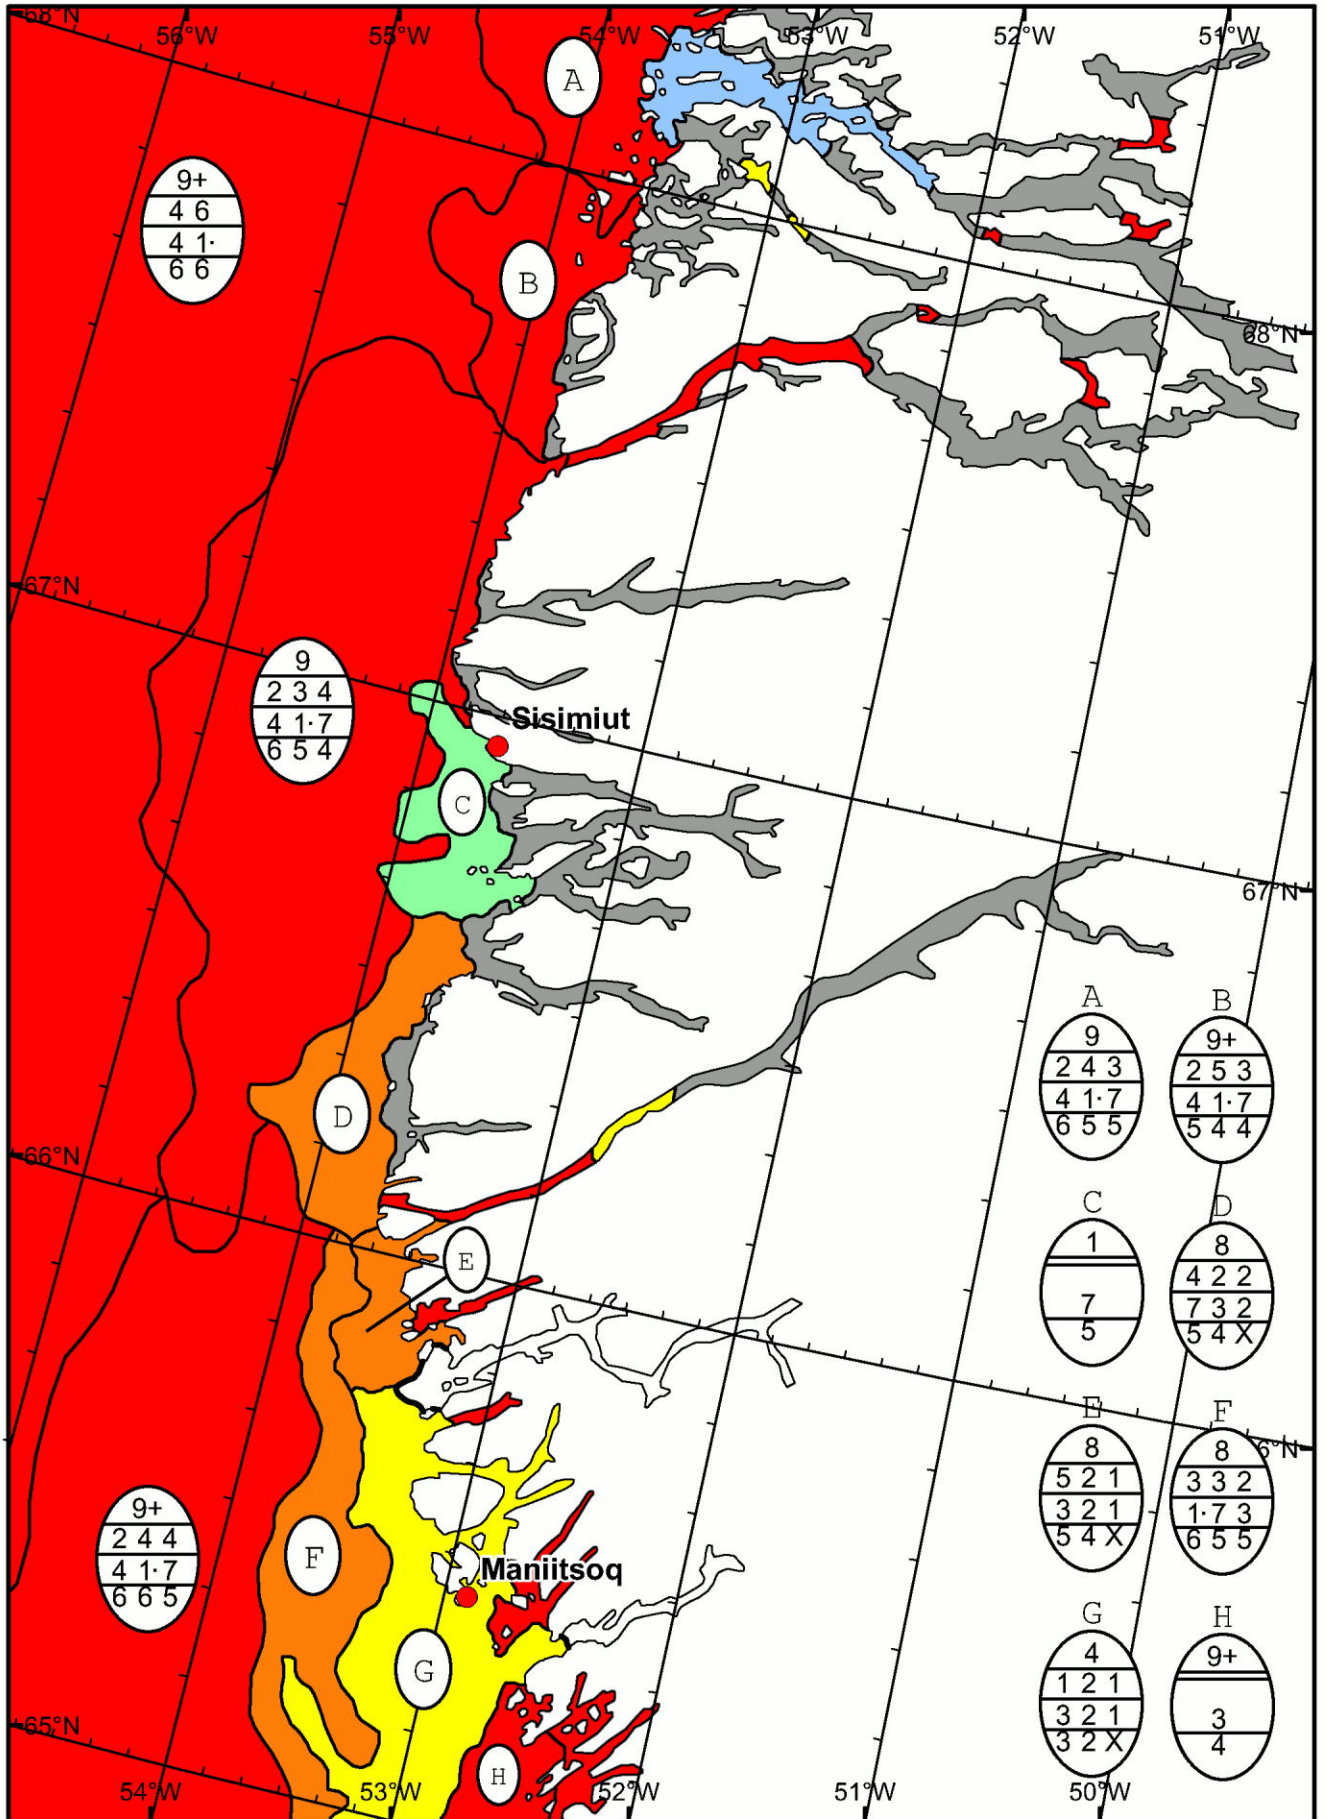 68°N
56°W
55°W
54°W
53°W
52°W
51°W
A
9+
4 6
4 1·
6 6
B
68°N
67°N
9
2 3 4
4 1·7
6 5 4
Sisimiut
C
67°N
A
9
2 4 3
4 1·7
6 5 5
B
9+
2 5 3
4 1·7
5 4 4
D
66°N
C
1
7
5
D
8
4 2 2
7 3 2
5 4 X
E
E
8
5 2 1
3 2 1
5 4 X
F
8
3 3 2
1·7 3
6 5 5
6°N
9+
2 4 4
4 1·7
6 6 5
F
Maniitsoq
G
G
4
1 2 1
3 2 1
3 2 X
H
9+
3
4
65°N
H
54°W
53°W
52°W
51°W
50°W